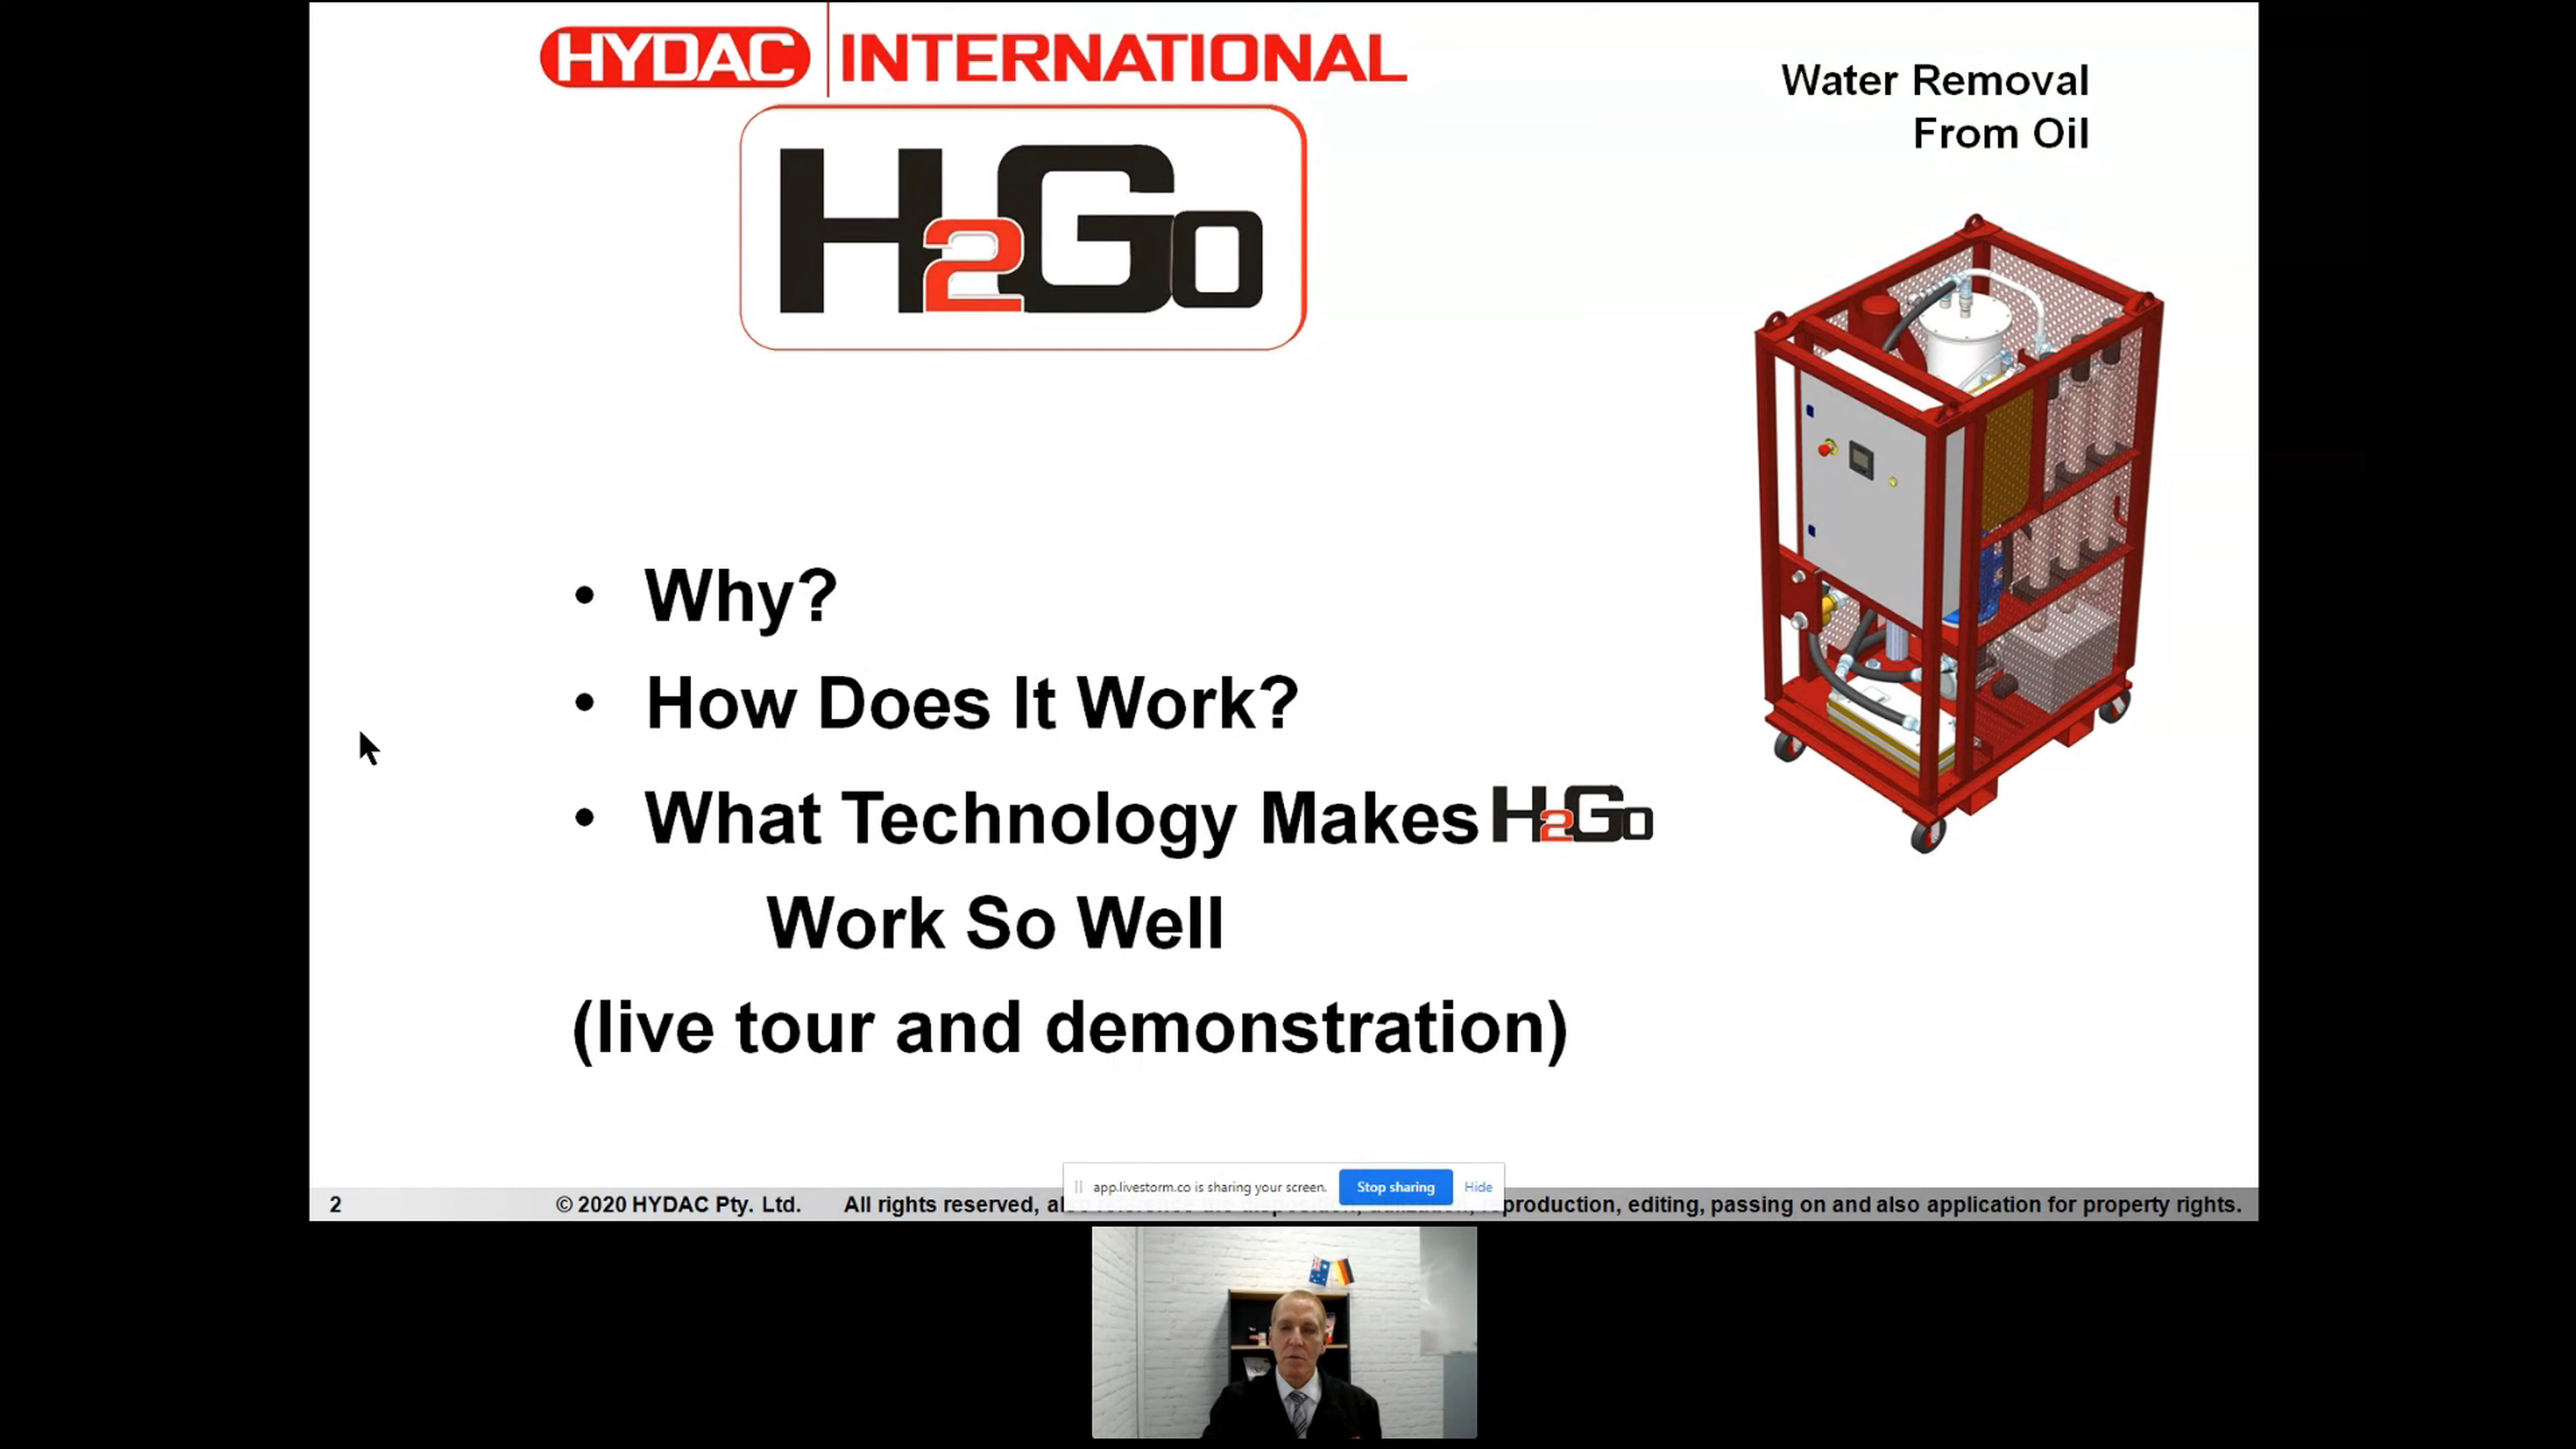 HYDAC INTERNATIONAL
Water Removal
From Oil
H2Go
• Why?
• How Does It Work?
• What Technology Makes H2Go
Work So Well
(live tour and demonstration)
app.livestorm.co is sharing your screen. Stop sharing Hide
2 © 2020 HYDAC Pty. Ltd. All rights reserved, production, editing, passing on and also application for property rights.